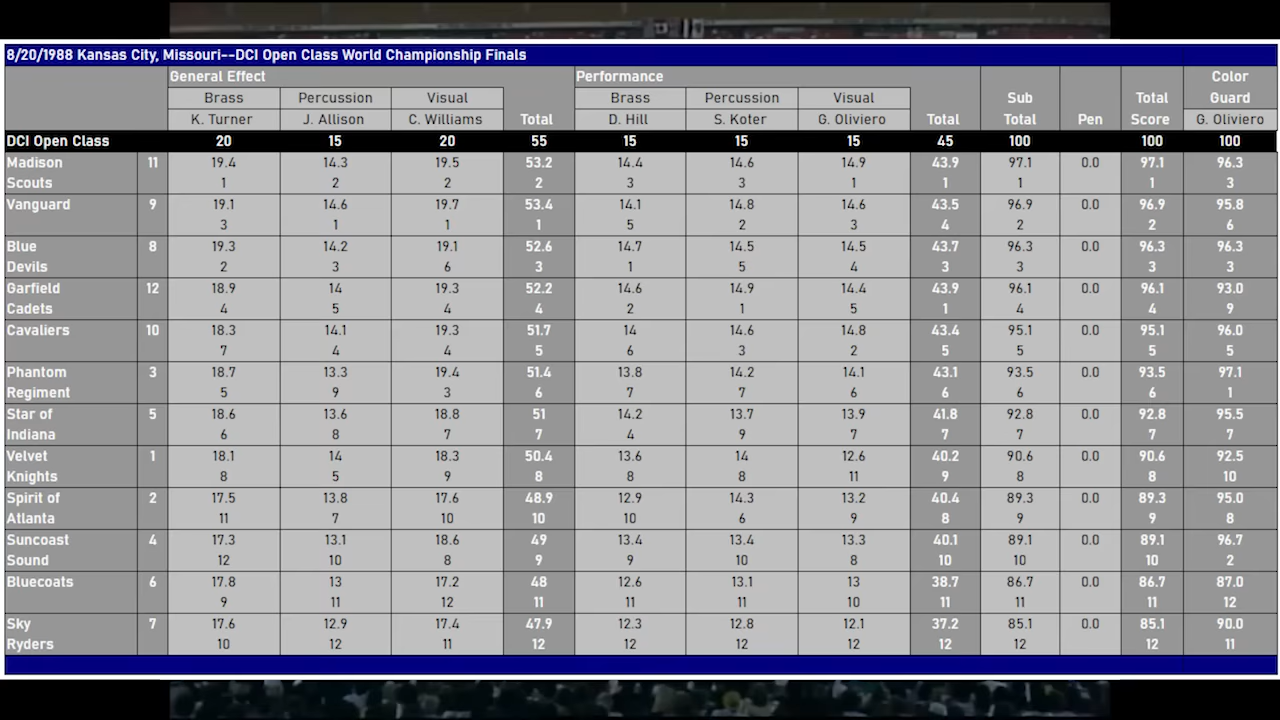 8/20/1988 Kansas City, Missouri--DCI Open Class World Championship Finals
General Effect Performance Color
Brass Percussion Visual Brass Percussion Visual Sub Total Guard
K. Turner J. Allison C. Williams Total D. Hill S. Koter G. Oliviero Total Total Pen Score G. Oliviero
DCI Open Class 20 15 20 55 15 15 15 45 100 100 100
Madison 11 19.4 14.3 19.5 53.2 14.4 14.6 14.9 43.9 97.1 0.0 97.1 96.3
Scouts 1 2 2 2 3 3 1 1 1 1 3
Vanguard 9 19.1 14.6 19.7 53.4 14.1 14.8 14.6 43.5 96.9 0.0 96.9 95.8
3 1 1 1 5 2 3 4 2 2 6
Blue 8 19.3 14.2 19.1 52.6 14.7 14.5 14.5 43.7 96.3 0.0 96.3 96.3
Devils 2 3 6 3 1 5 4 3 3 3 3
Garfield 12 18.9 14 19.3 52.2 14.6 14.9 14.4 43.9 96.1 0.0 96.1 93.0
Cadets 4 5 4 4 2 1 5 1 4 4 9
Cavaliers 10 18.3 14.1 19.3 51.7 14 14.6 14.8 43.4 95.1 0.0 95.1 96.0
7 4 4 5 6 3 2 5 5 5 5
Phantom 3 18.7 13.3 19.4 51.4 13.8 14.2 14.1 43.1 93.5 0.0 93.5 97.1
Regiment 5 9 3 6 7 7 6 6 6 6 1
Star of 5 18.6 13.6 18.8 51 14.2 13.7 13.9 41.8 92.8 0.0 92.8 95.5
Indiana 6 8 7 7 4 9 7 7 7 7 7
Velvet 1 18.1 14 18.3 50.4 13.6 14 12.6 40.2 90.6 0.0 90.6 92.5
Knights 8 5 9 8 8 8 11 9 8 8 10
Spirit of 2 17.5 13.8 17.6 48.9 12.9 14.3 13.2 40.4 89.3 0.0 89.3 95.0
Atlanta 11 7 10 10 10 6 9 8 9 9 8
Suncoast 4 17.3 13.1 18.6 49 13.4 13.4 13.3 40.1 89.1 0.0 89.1 96.7
Sound 12 10 8 9 9 10 8 10 10 10 2
Bluecoats 6 17.8 13 17.2 48 12.6 13.1 13 38.7 86.7 0.0 86.7 87.0
9 11 12 11 11 11 10 11 11 11 12
Sky 7 17.6 12.9 17.4 47.9 12.3 12.8 12.1 37.2 85.1 0.0 85.1 90.0
Ryders 10 12 11 12 12 12 12 12 12 12 11